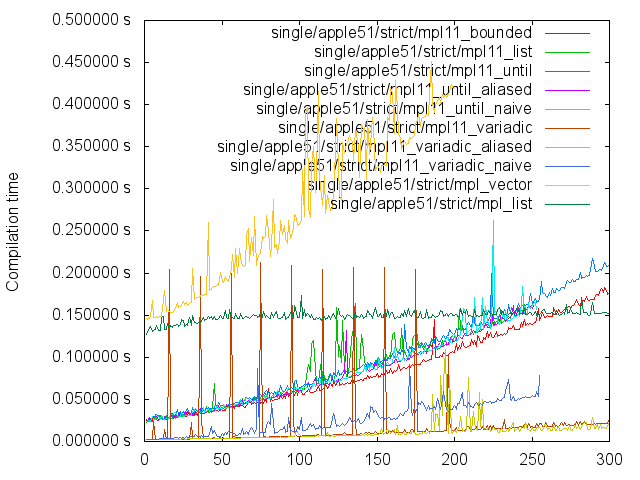 0.500000 s
0.450000 s
0.400000 s
0.350000 s
0.300000 s
0.250000 s
0.200000 s
0.150000 s
0.100000 s
0.050000 s
0.000000 s
Compilation time
single/apple51/strict/mpl11_bounded
single/apple51/strict/mpl11_list
single/apple51/strict/mpl11_until
single/apple51/strict/mpl11_until_aliased
single/apple51/strict/mpl11_until_naive
single/apple51/strict/mpl11_variadic
single/apple51/strict/mpl11_variadic_aliased
single/apple51/strict/mpl11_variadic_naive
single/apple51/strict/mpl_vector
single/apple51/strict/mpl_list
0 50 100 150 200 250 300